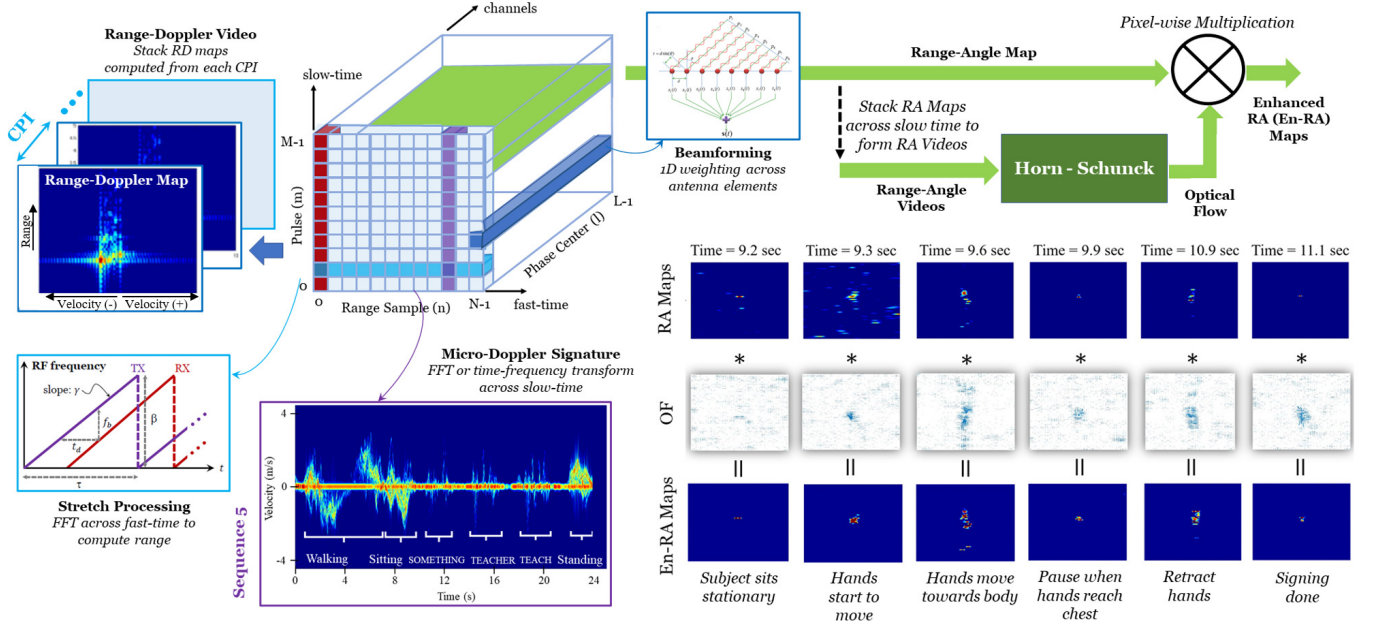 Range-Doppler Video
Stack RD maps
computed from each CPI
CPI
Range-Doppler Map
Range
Velocity (-)
Velocity (+)
channels
slow-time
M-1
Pulse (m)
0
0
Range Sample (n)
N-1
fast-time
Phase Center (l)
L-1
Beamforming
1D weighting across
antenna elements
Range-Angle Map
Stack RA Maps
across slow time to
form RA Videos
Range-Angle
Videos
Horn - Schunck
Optical
Flow
Pixel-wise Multiplication
Enhanced
RA (En-RA)
Maps
RF frequency
TX
RX
slope: γ
f_b
t_d
β
t
τ
Stretch Processing
FFT across fast-time to
compute range
Micro-Doppler Signature
FFT or time-frequency transform
across slow-time
Sequence 5
Velocity (m/s)
4
0
-4
Walking
Sitting
SOMETHING
TEACHER
TEACH
Standing
0 4 8 12 16 20 24
Time (s)
Time = 9.2 sec
Time = 9.3 sec
Time = 9.6 sec
Time = 9.9 sec
Time = 10.9 sec
Time = 11.1 sec
RA Maps
* * * * * *
OF
= = = = = =
En-RA Maps
Subject sits
stationary
Hands
start to
move
Hands move
towards body
Pause when
hands reach
chest
Retract
hands
Signing
done